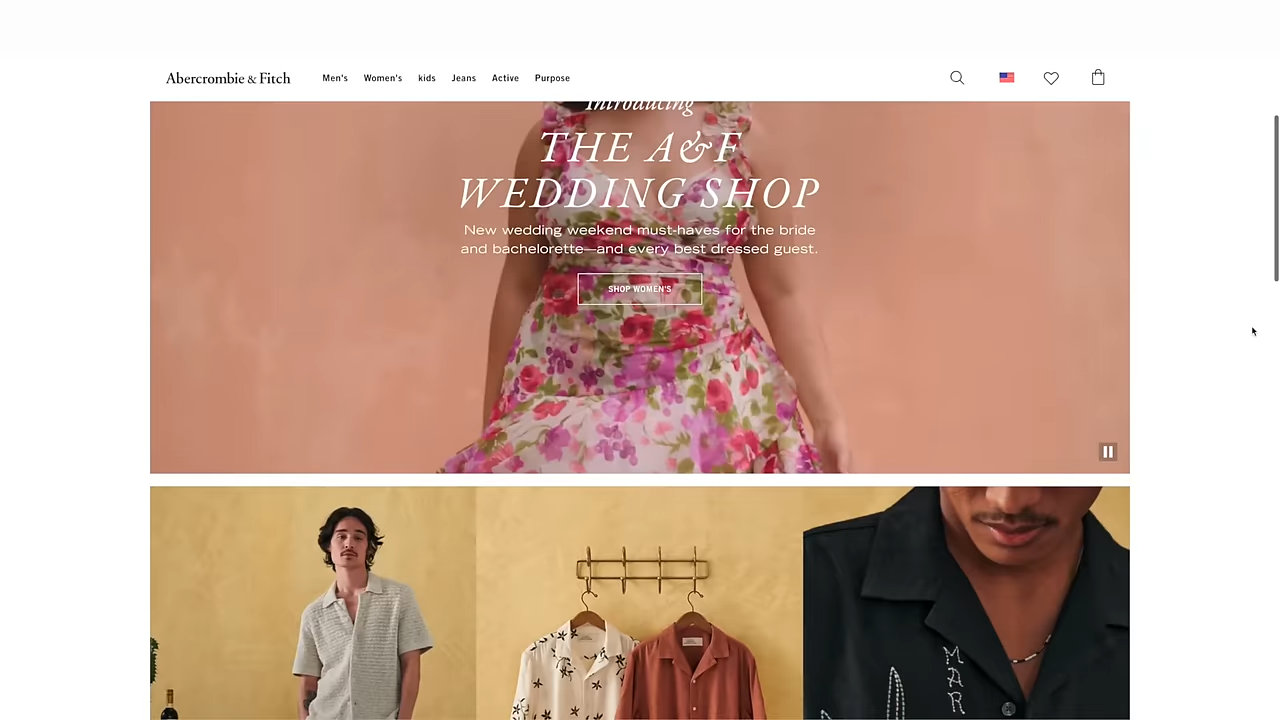 Abercrombie & Fitch
Men's
Women's
kids
Jeans
Active
Purpose
Introducing
THE A&F
WEDDING SHOP
New wedding weekend must-haves for the bride
and bachelorette—and every best dressed guest.
SHOP WOMEN'S
MAR